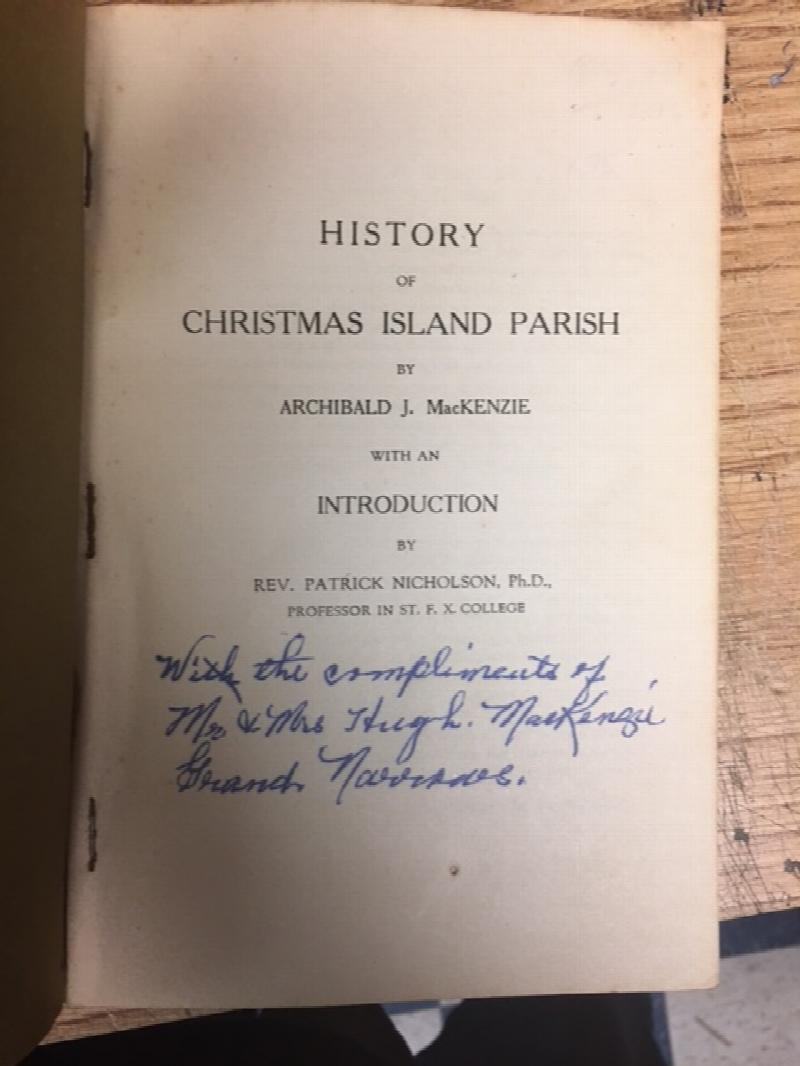 HISTORY
OF
CHRISTMAS ISLAND PARISH
BY
ARCHIBALD J. MacKENZIE
WITH AN
INTRODUCTION
BY
REV. PATRICK NICHOLSON, Ph.D.,
PROFESSOR IN ST. F. X. COLLEGE
With the compliments of
Mr & Mrs Hugh. MacKenzie,
Grand Narrows.